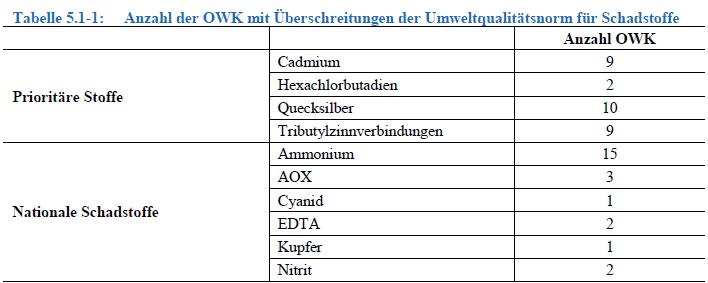 Tabelle 5.1-1: Anzahl der OWK mit Überschreitungen der Umweltqualitätsnorm für Schadstoffe
Anzahl OWK
Prioritäre Stoffe
Cadmium 9
Hexachlorbutadien 2
Quecksilber 10
Tributylzinnverbindungen 9
Nationale Schadstoffe
Ammonium 15
AOX 3
Cyanid 1
EDTA 2
Kupfer 1
Nitrit 2